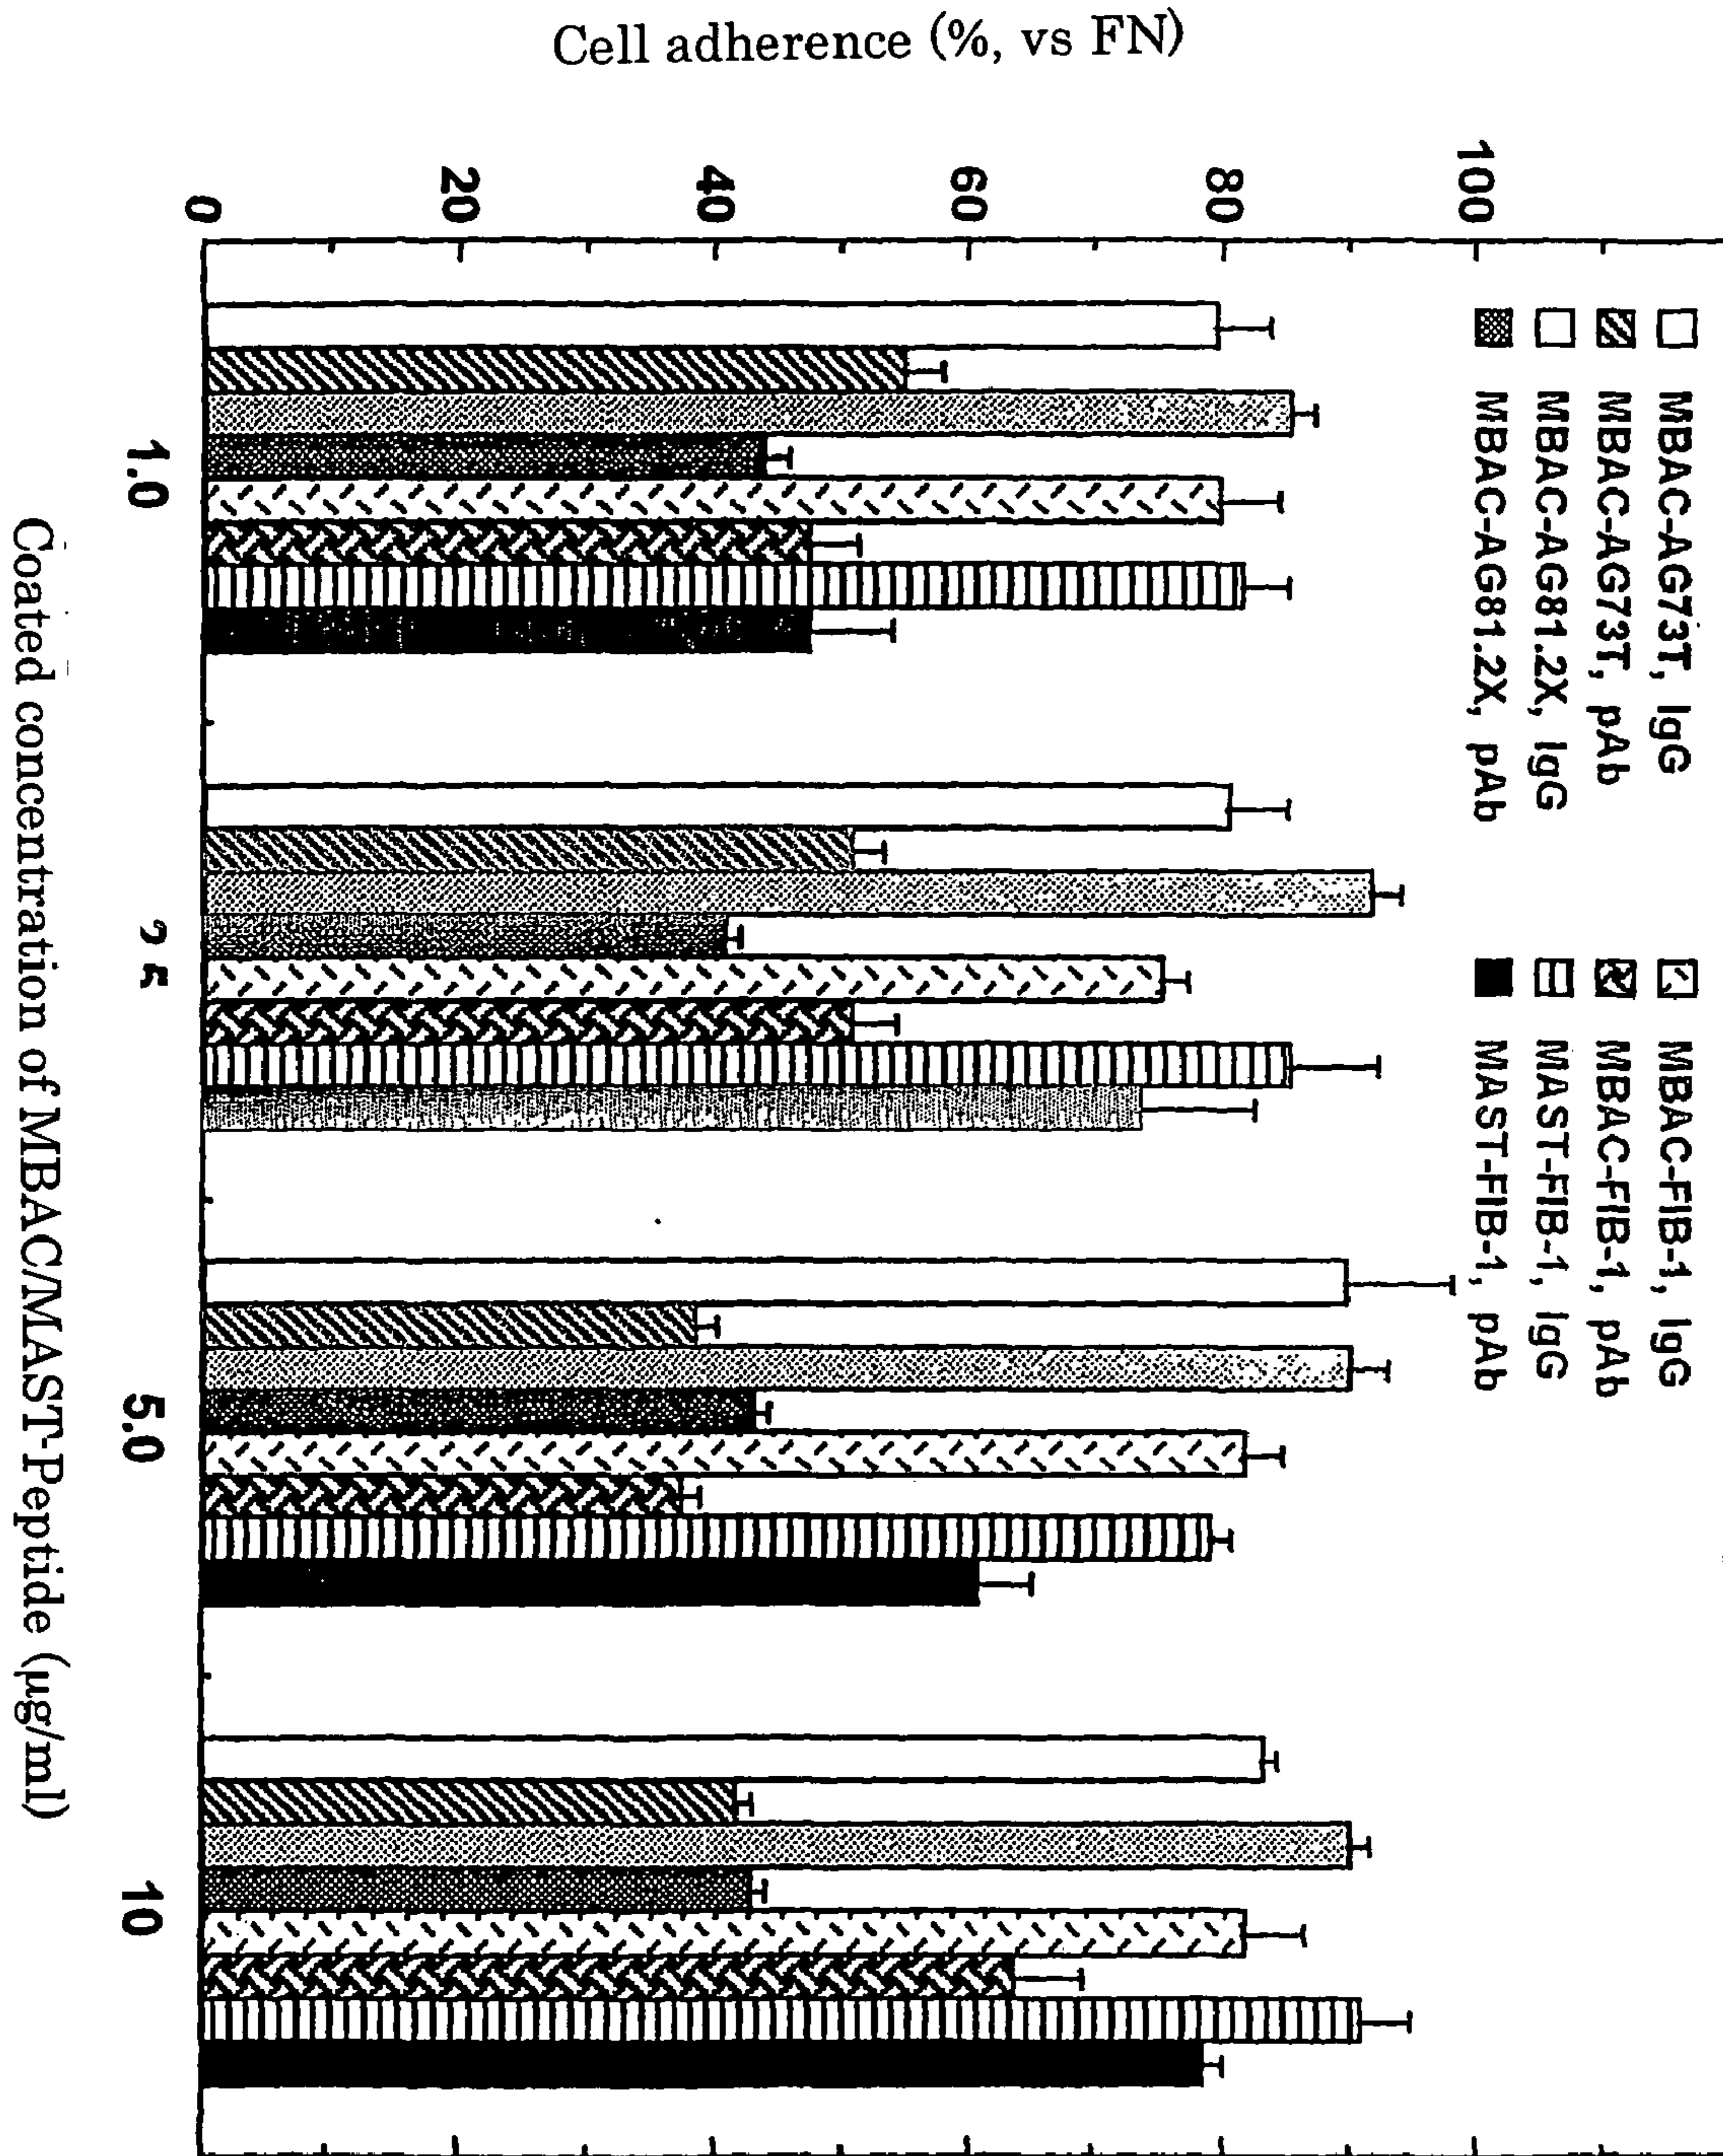 Cell adherence (%, vs FN)
100
80
60
40
20
0
MBAC-AG73T, IgG
MBAC-AG73T, pAb
MBAC-AG81.2X, IgG
MBAC-AG81.2X, pAb
MBAC-FIB-1, IgG
MBAC-FIB-1, pAb
MAST-FIB-1, IgG
MAST-FIB-1, pAb
1.0
5.0
10
Coated concentration of MBAC/MAST-Peptide (μg/ml)